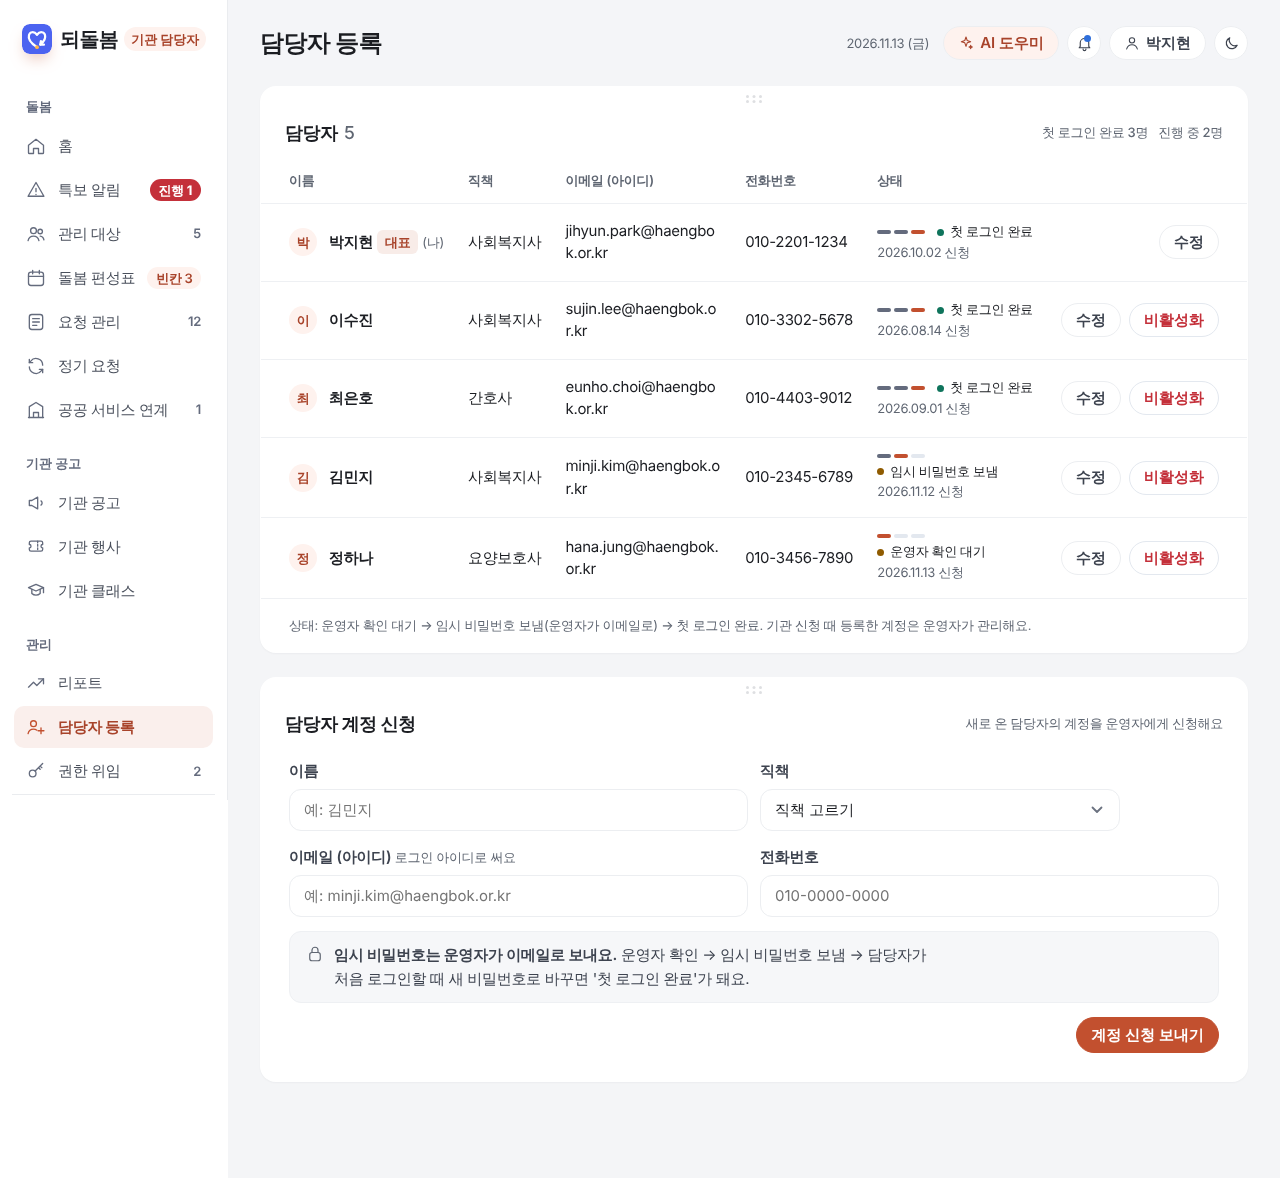 되돌봄 기관 담당자
돌봄
홈
특보 알림 진행 1
관리 대상 5
돌봄 편성표 빈칸 3
요청 관리 12
정기 요청
공공 서비스 연계 1
기관 공고
기관 공고
기관 행사
기관 클래스
관리
리포트
담당자 등록
권한 위임 2
담당자 등록
2026.11.13 (금) AI 도우미 박지현
담당자 5
첫 로그인 완료 3명 진행 중 2명
이름 직책 이메일 (아이디) 전화번호 상태
박 박지현 대표 (나) 사회복지사 jihyun.park@haengbo
k.or.kr
010-2201-1234 첫 로그인 완료
2026.10.02 신청
수정
이 이수진 사회복지사 sujin.lee@haengbok.o
r.kr
010-3302-5678 첫 로그인 완료
2026.08.14 신청
수정 비활성화
최 최은호 간호사 eunho.choi@haengbo
k.or.kr
010-4403-9012 첫 로그인 완료
2026.09.01 신청
수정 비활성화
김 김민지 사회복지사 minji.kim@haengbok.o
r.kr
010-2345-6789 임시 비밀번호 보냄
2026.11.12 신청
수정 비활성화
정 정하나 요양보호사 hana.jung@haengbok.
or.kr
010-3456-7890 운영자 확인 대기
2026.11.13 신청
수정 비활성화
상태: 운영자 확인 대기 → 임시 비밀번호 보냄(운영자가 이메일로) → 첫 로그인 완료. 기관 신청 때 등록한 계정은 운영자가 관리해요.
담당자 계정 신청
새로 온 담당자의 계정을 운영자에게 신청해요
이름 직책
예: 김민지 직책 고르기
이메일 (아이디) 로그인 아이디로 써요 전화번호
예: minji.kim@haengbok.or.kr 010-0000-0000
임시 비밀번호는 운영자가 이메일로 보내요. 운영자 확인 → 임시 비밀번호 보냄 → 담당자가
처음 로그인할 때 새 비밀번호로 바꾸면 '첫 로그인 완료'가 돼요.
계정 신청 보내기